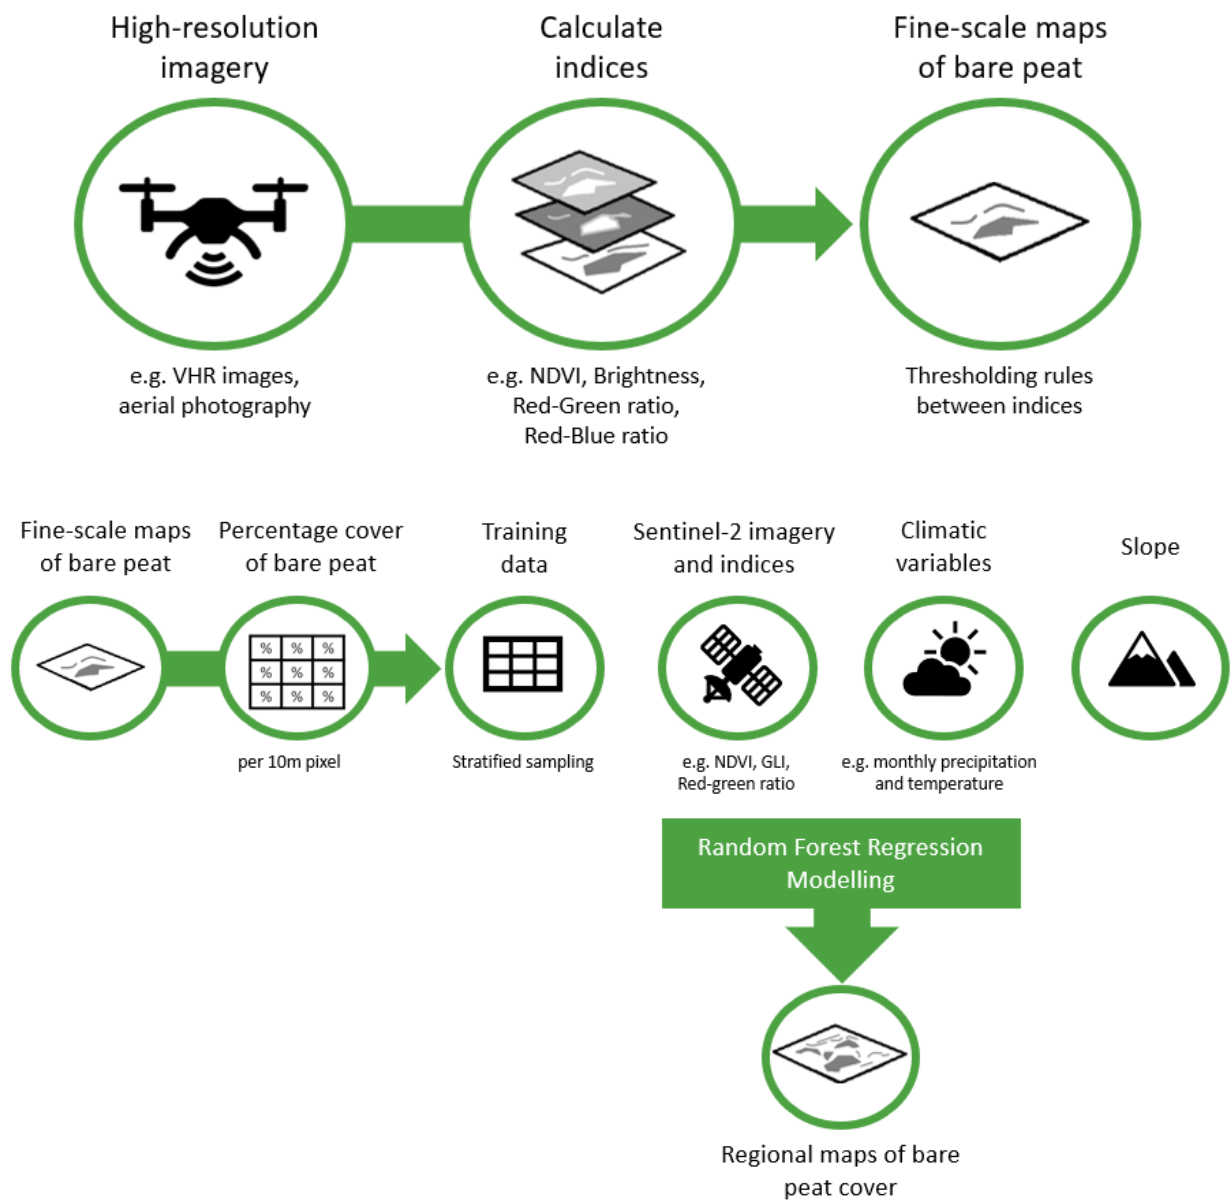 High-resolution
imagery
Calculate
indices
Fine-scale maps
of bare peat
e.g. VHR images,
aerial photography
e.g. NDVI, Brightness,
Red-Green ratio,
Red-Blue ratio
Thresholding rules
between indices
Fine-scale maps
of bare peat
Percentage cover
of bare peat
Training
data
Sentinel-2 imagery
and indices
Climatic
variables
Slope
% % %
% % %
% % %
per 10m pixel
Stratified sampling
e.g. NDVI, GLI,
Red-green ratio
e.g. monthly precipitation
and temperature
Random Forest Regression
Modelling
Regional maps of bare
peat cover